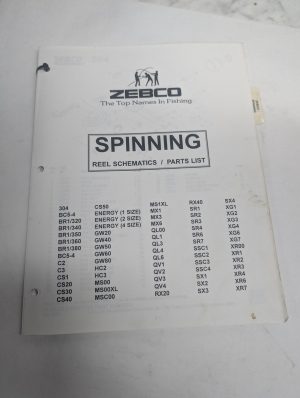 ZEBCO
The Top Names In Fishing
SPINNING
REEL SCHEMATICS / PARTS LIST
304
BC5-4
BR1/320
BR1/340
BR1/350
BR1/360
BR1/380
BC5-4
C2
C3
CS1
CS20
CS30
CS40
CS50
ENERGY (1 SIZE)
ENERGY (2 SIZE)
ENERGY (4 SIZE)
GW20
GW40
GW50
GW60
GW80
HC2
HC3
MS00
MS00XL
MSC00
MS1XL
MX1
MX3
MX6
QL00
QL1
QL3
QL4
QL6
QV1
QV2
QV3
QV4
RX20
RX40
SR1
SR2
SR3
SR4
SR6
SR7
SSC1
SSC2
SSC3
SSC4
SX1
SX2
SX3
SX4
XG1
XG2
XG3
XG4
XG6
XG7
XR00
XR1
XR2
XR3
XR4
XR6
XR7